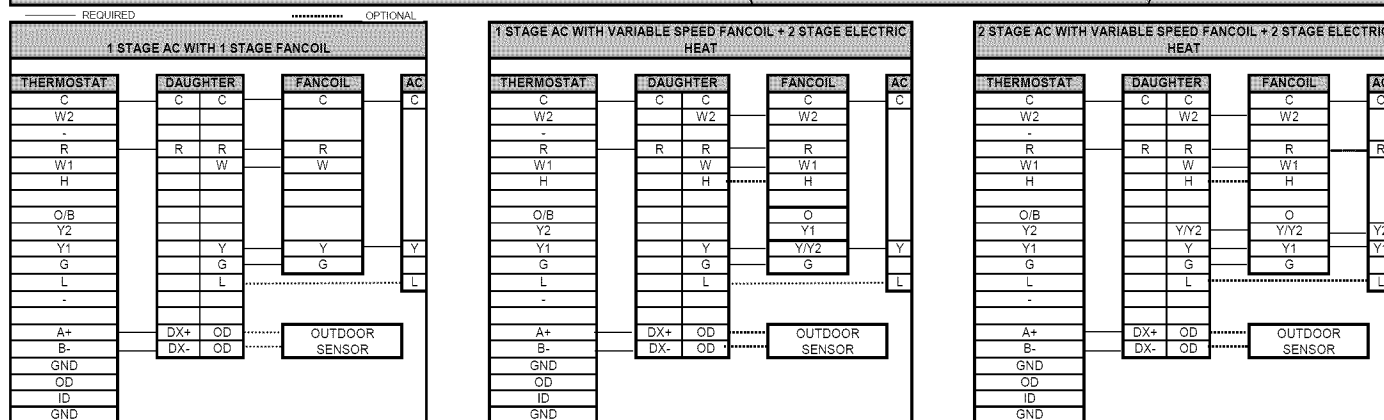 REQUIRED OPTIONAL
1 STAGE AC WITH 1 STAGE FANCOIL
THERMOSTAT DAUGHTER FANCOIL AC
C C C C C
W2
-
R R R R
W1 W W
H
O/B
Y2
Y1 Y Y Y
G G G
L L L
-
A+ DX+ OD OUTDOOR
B- DX- OD SENSOR
GND
OD
ID
GND
1 STAGE AC WITH VARIABLE SPEED FANCOIL + 2 STAGE ELECTRIC
HEAT
THERMOSTAT DAUGHTER FANCOIL AC
C C C C C
W2 W2 W2
-
R R R R
W1 W W1
H H H
O/B O
Y2 Y1
Y1 Y Y/Y2 Y
G G G
L L L
-
A+ DX+ OD OUTDOOR
B- DX- OD SENSOR
GND
OD
ID
GND
2 STAGE AC WITH VARIABLE SPEED FANCOIL + 2 STAGE ELECTRIC
HEAT
THERMOSTAT DAUGHTER FANCOIL AC
C C C C C
W2 W2 W2
-
R R R R R
W1 W W1
H H H
O/B O
Y2 Y/Y2 Y/Y2 Y2
Y1 Y Y1 Y1
G G G
L L L
-
A+ DX+ OD OUTDOOR
B- DX- OD SENSOR
GND
OD
ID
GND